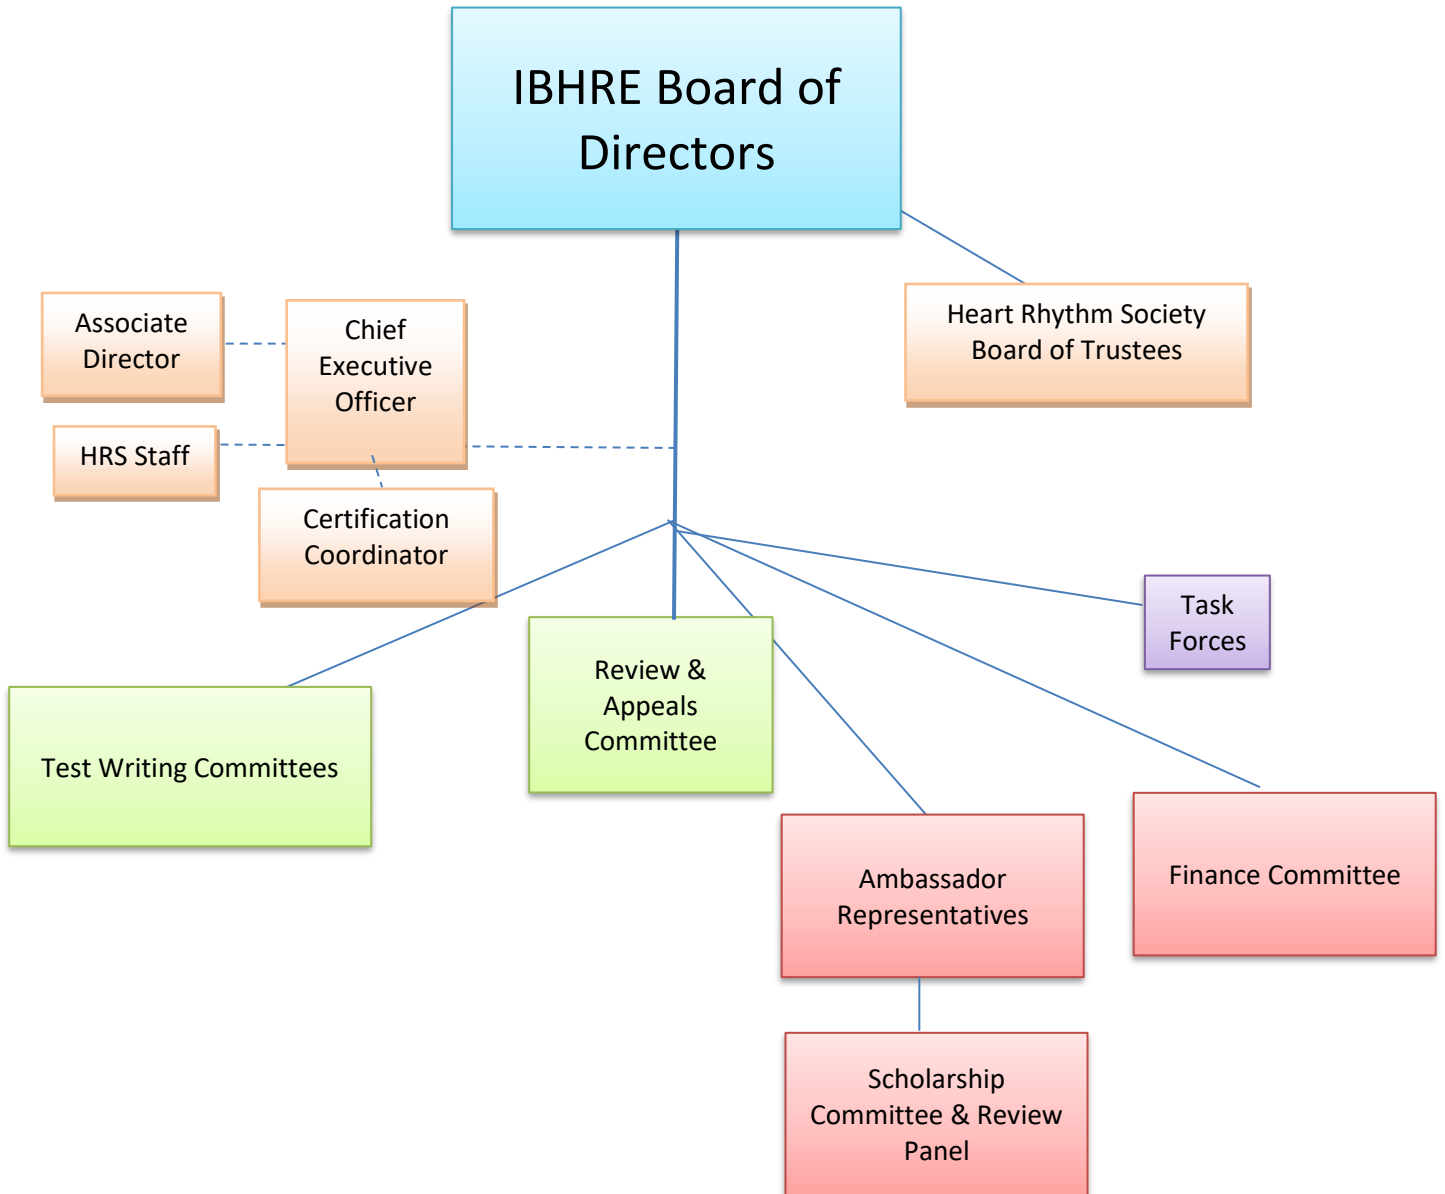 IBHRE Board of
Directors
Heart Rhythm Society
Board of Trustees
Associate
Director
Chief
Executive
Officer
HRS Staff
Certification
Coordinator
Task
Forces
Review &
Appeals
Committee
Test Writing Committees
Ambassador
Representatives
Finance Committee
Scholarship
Committee & Review
Panel